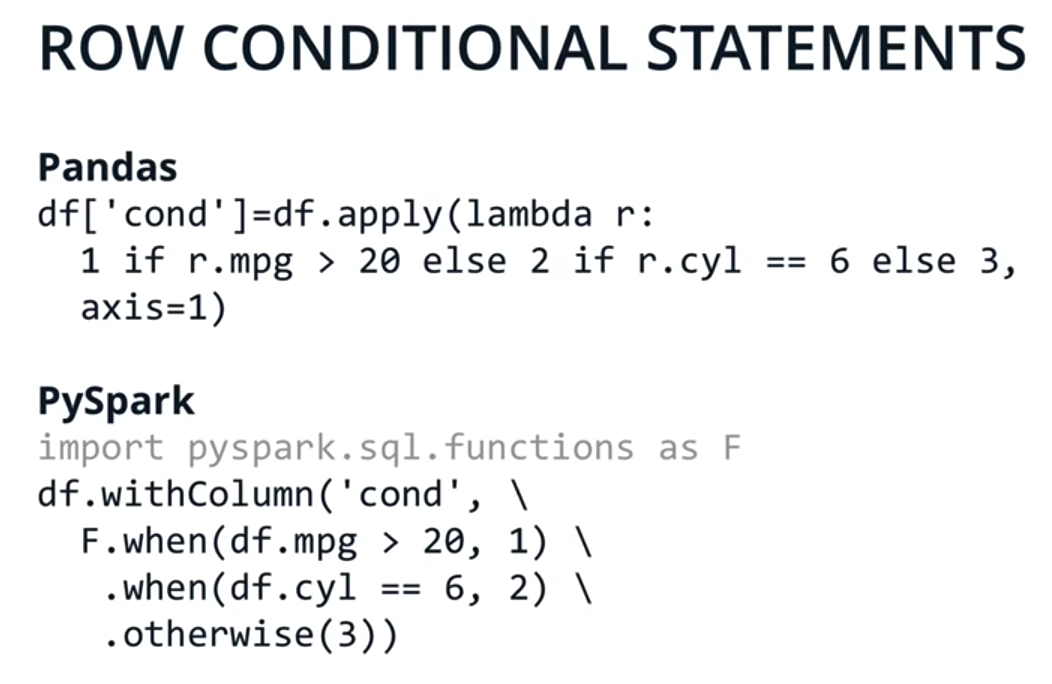 ROW CONDITIONAL STATEMENTS
Pandas
df['cond']=df.apply(lambda r:
  1 if r.mpg > 20 else 2 if r.cyl == 6 else 3,
  axis=1)
PySpark
import pyspark.sql.functions as F
df.withColumn('cond', \
  F.when(df.mpg > 20, 1) \
   .when(df.cyl == 6, 2) \
   .otherwise(3))